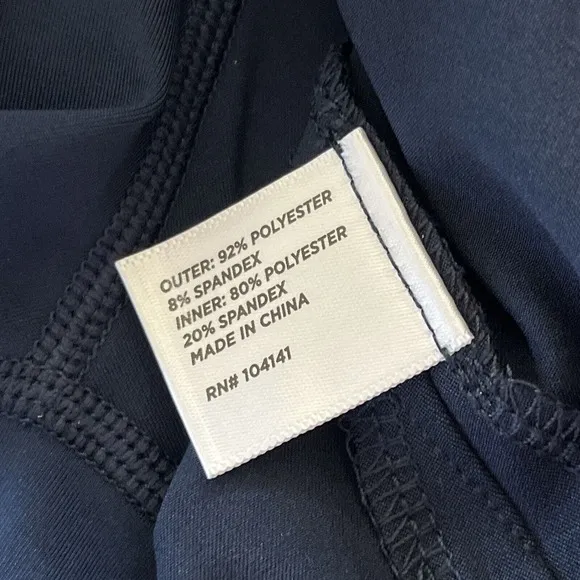 OUTER: 92% POLYESTER
8% SPANDEX
INNER: 80% POLYESTER
20% SPANDEX
MADE IN CHINA
RN# 104141